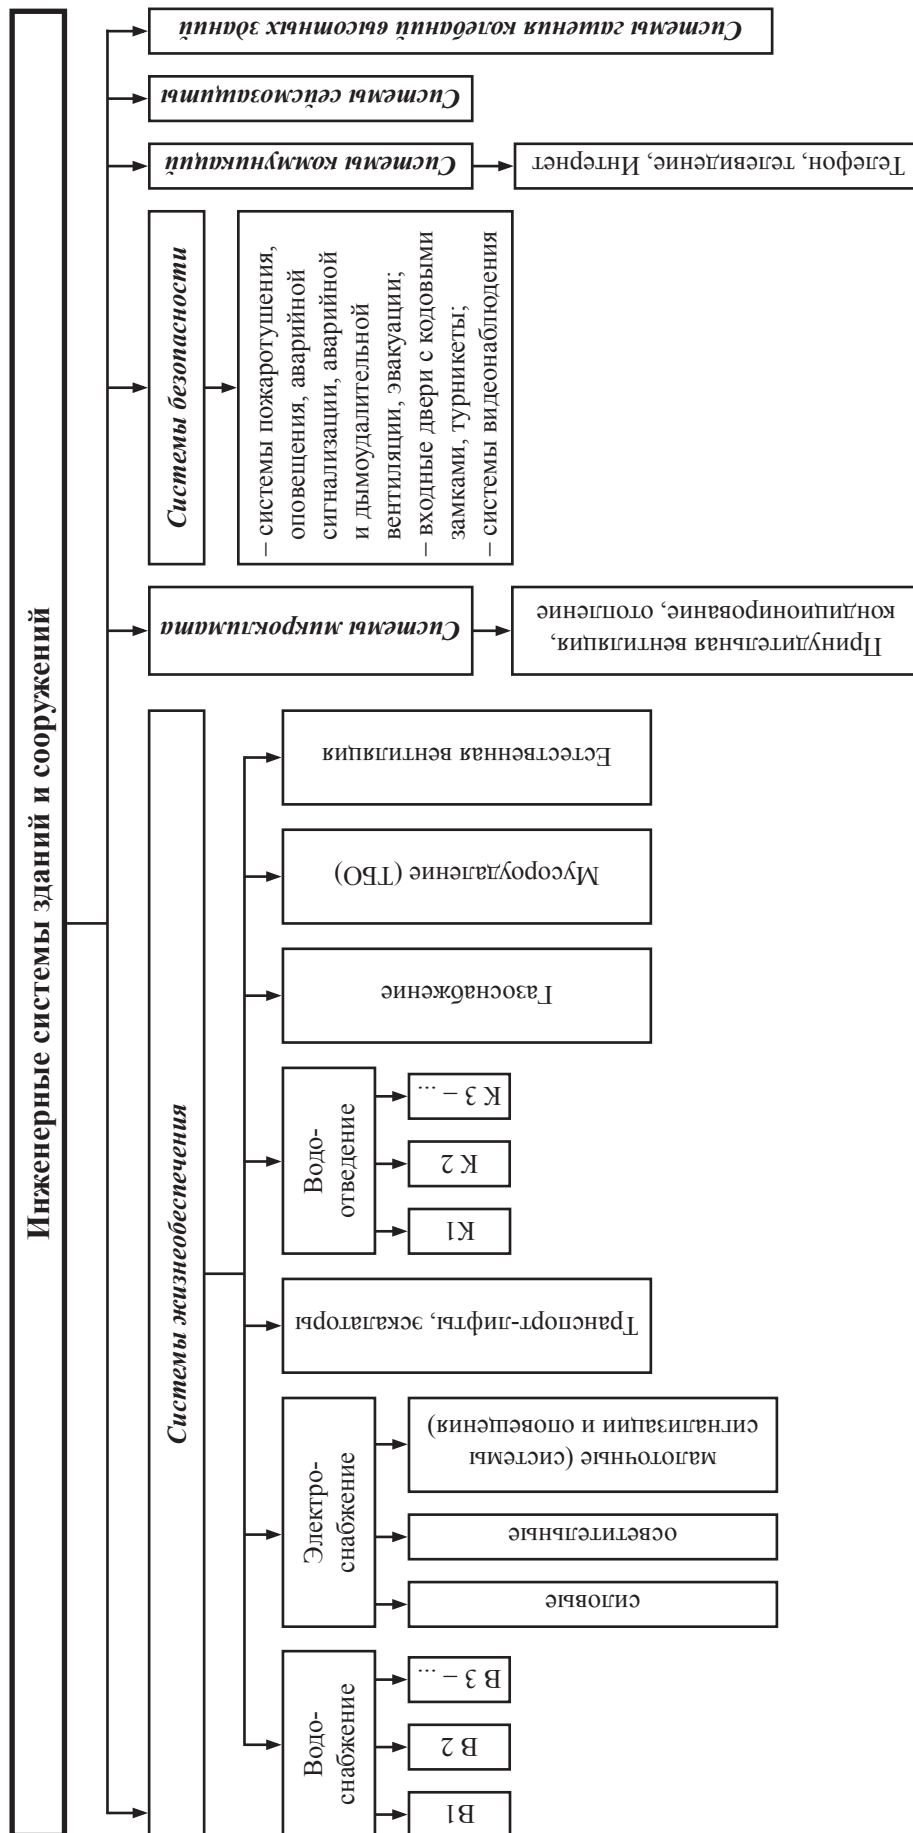 Инженерные системы зданий и сооружений
Системы жизнеобеспечения
Водо-
снабжение
В1
В 2
В 3 – ...
Электро-
снабжение
силовые
осветительные
малоточные (системы
сигнализации и оповещения)
Транспорт-лифты, эскалаторы
Водо-
отведение
К1
К 2
К 3 – ...
Газоснабжение
Мусороудаление (ТБО)
Естественная вентиляция
Системы микроклимата
Принудительная вентиляция,
кондиционирование, отопление
Системы безопасности
– системы пожаротушения,
оповещения, аварийной
сигнализации, аварийной
и дымоудалительной
вентиляции, эвакуации;
– входные двери с кодовыми
замками, турникеты;
– системы видеонаблюдения
Системы коммуникаций
Телефон, телевидение, Интернет
Системы сейсмозащиты
Системы гашения колебаний высотных зданий